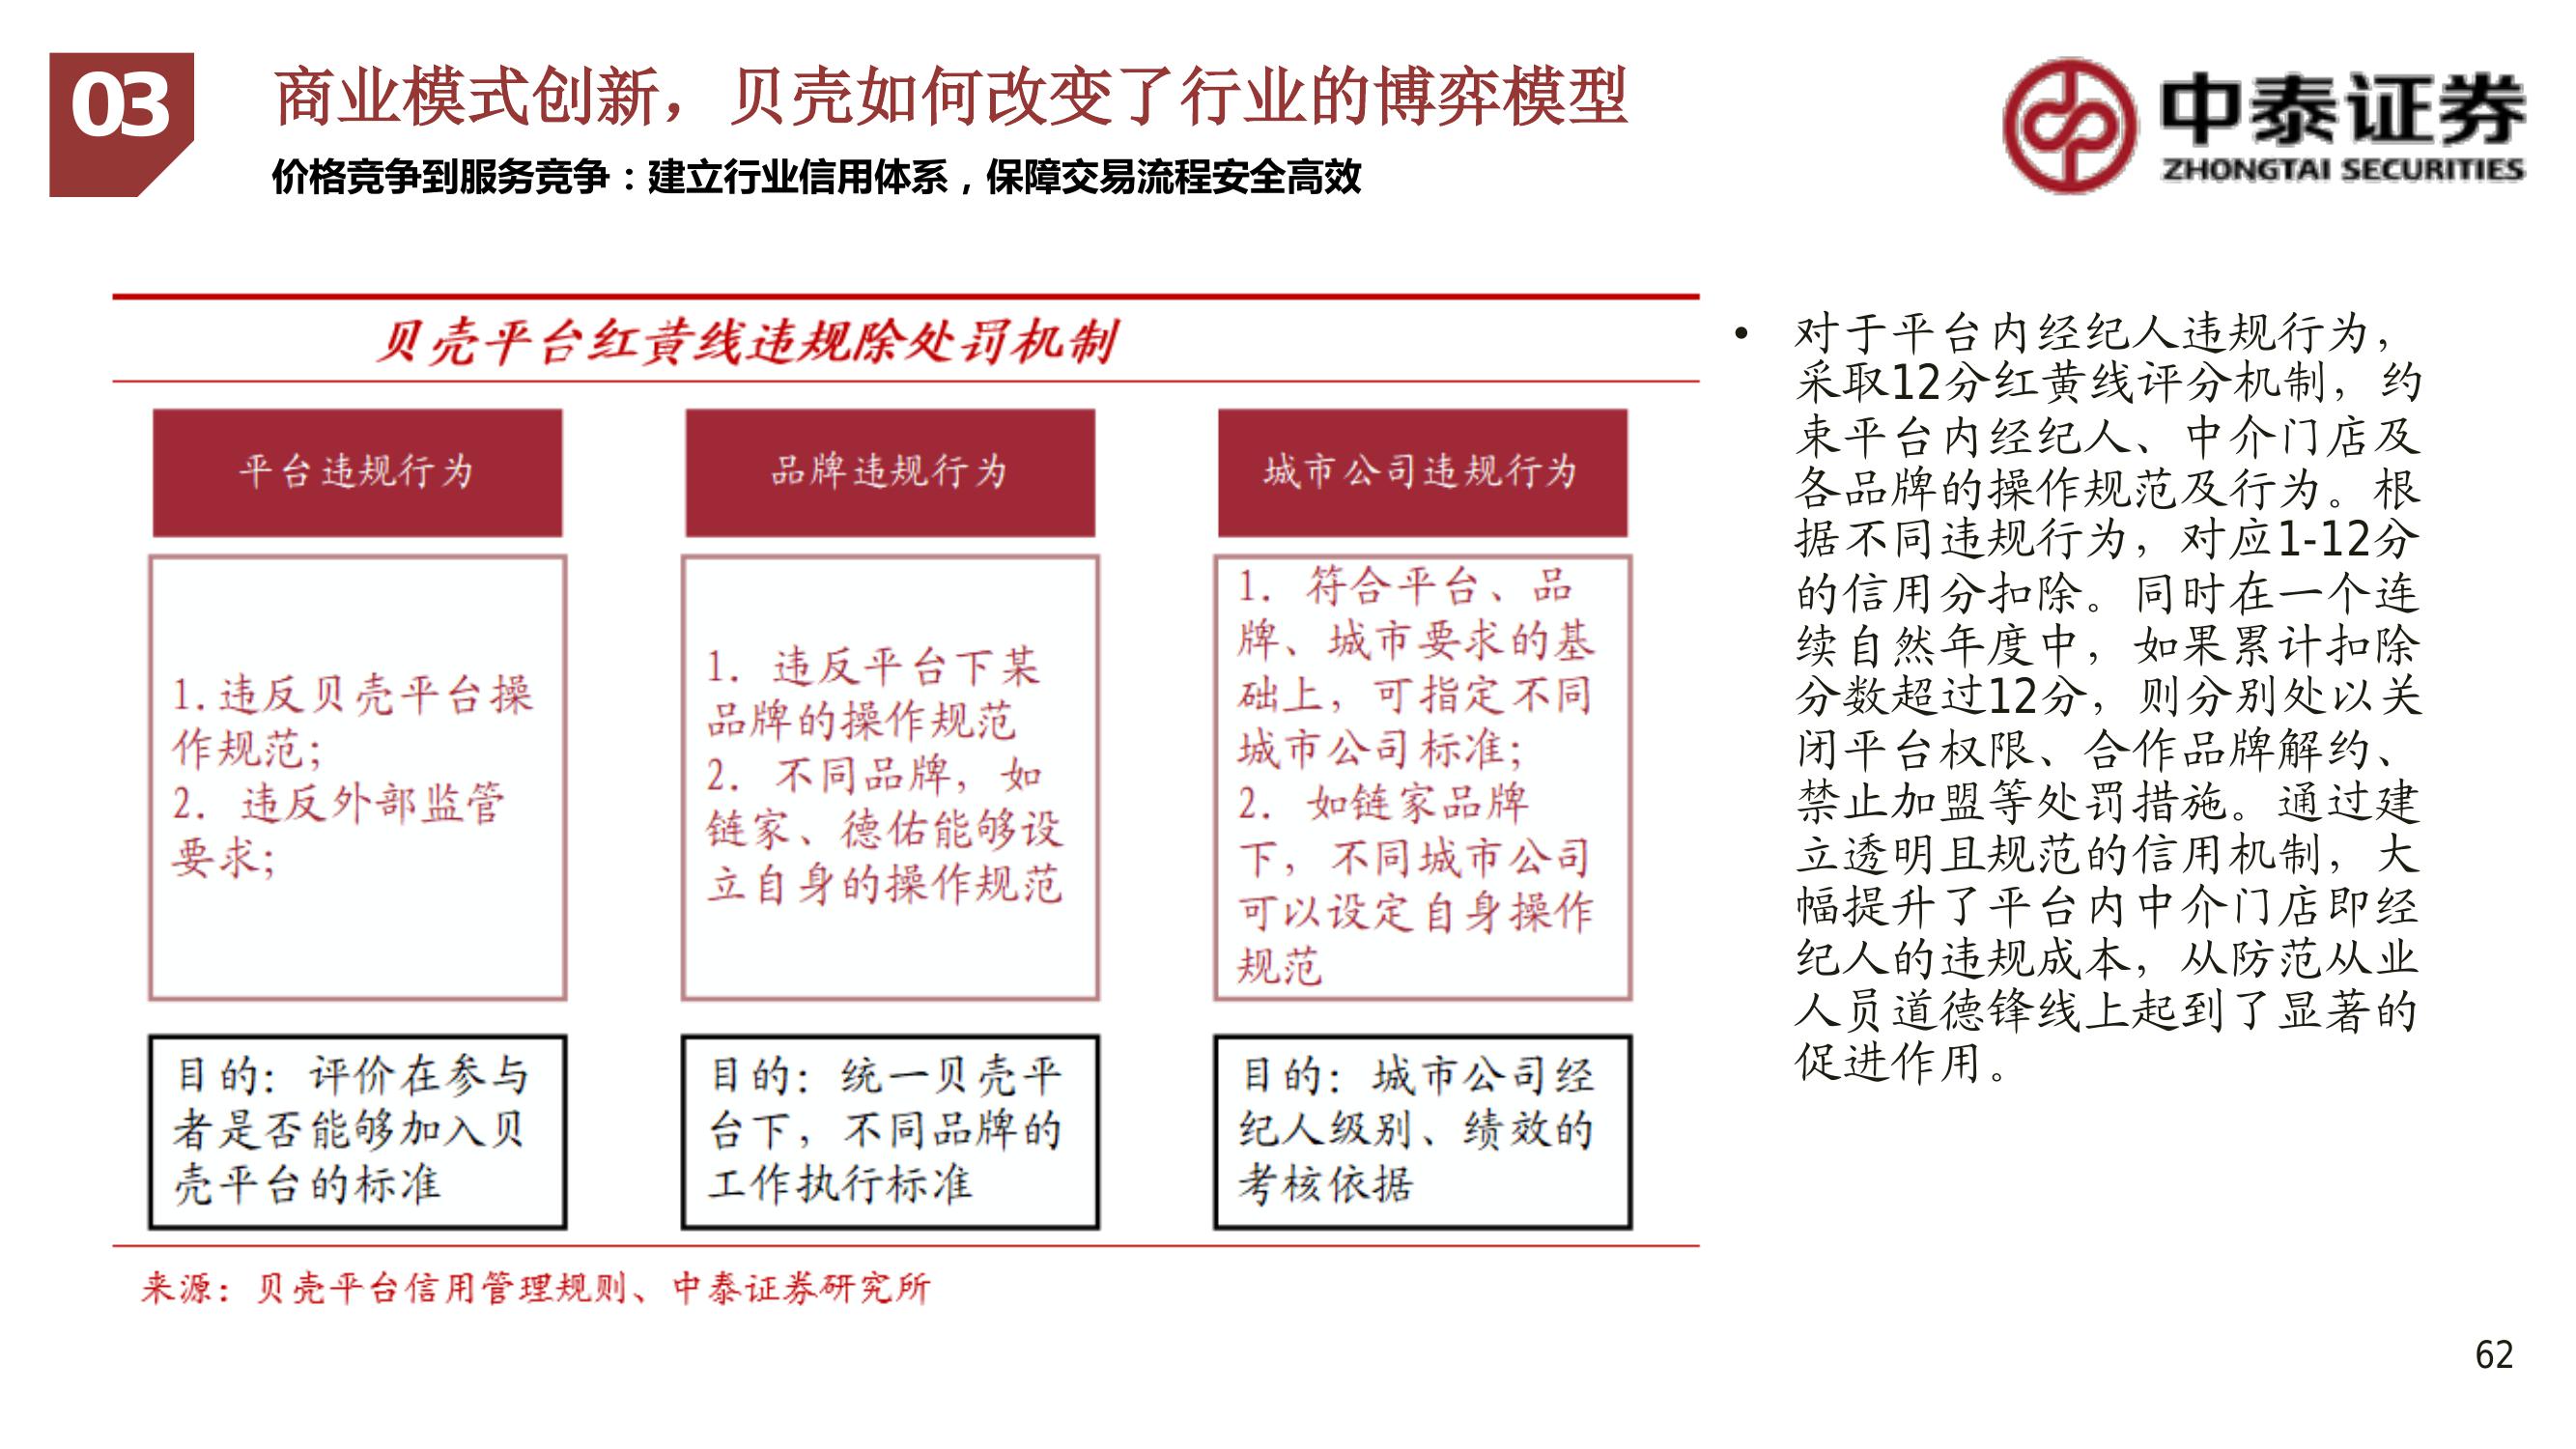 03
商业模式创新，贝壳如何改变了行业的博弈模型
价格竞争到服务竞争：建立行业信用体系，保障交易流程安全高效
中泰证券
ZHONGTAI SECURITIES
贝壳平台红黄线违规除处罚机制
平台违规行为
1.违反贝壳平台操
作规范；
2. 违反外部监管
要求；
目的：评价在参与
者是否能够加入贝
壳平台的标准
品牌违规行为
1. 违反平台下某
品牌的操作规范
2. 不同品牌，如
链家、德佑能够设
立自身的操作规范
目的：统一贝壳平
台下，不同品牌的
工作执行标准
城市公司违规行为
1. 符合平台、品
牌、城市要求的基
础上，可指定不同
城市公司标准；
2. 如链家品牌
下，不同城市公司
可以设定自身操作
规范
目的：城市公司经
纪人级别、绩效的
考核依据
来源：贝壳平台信用管理规则、中泰证券研究所
• 对于平台内经纪人违规行为，
采取12分红黄线评分机制，约
束平台内经纪人、中介门店及
各品牌的操作规范及行为。根
据不同违规行为，对应1-12分
的信用分扣除。同时在一个连
续自然年度中，如果累计扣除
分数超过12分，则分别处以关
闭平台权限、合作品牌解约、
禁止加盟等处罚措施。通过建
立透明且规范的信用机制，大
幅提升了平台内中介门店即经
纪人的违规成本，从防范从业
人员道德锋线上起到了显著的
促进作用。
62